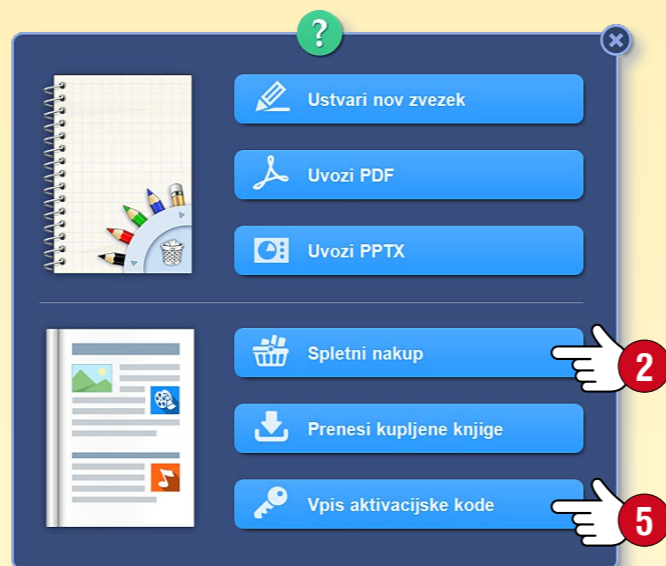 ?
Ustvari nov zvezek
Uvozi PDF
Uvozi PPTX
Spletni nakup
2
Prenesi kupljene knjige
Vpis aktivacijske kode
5